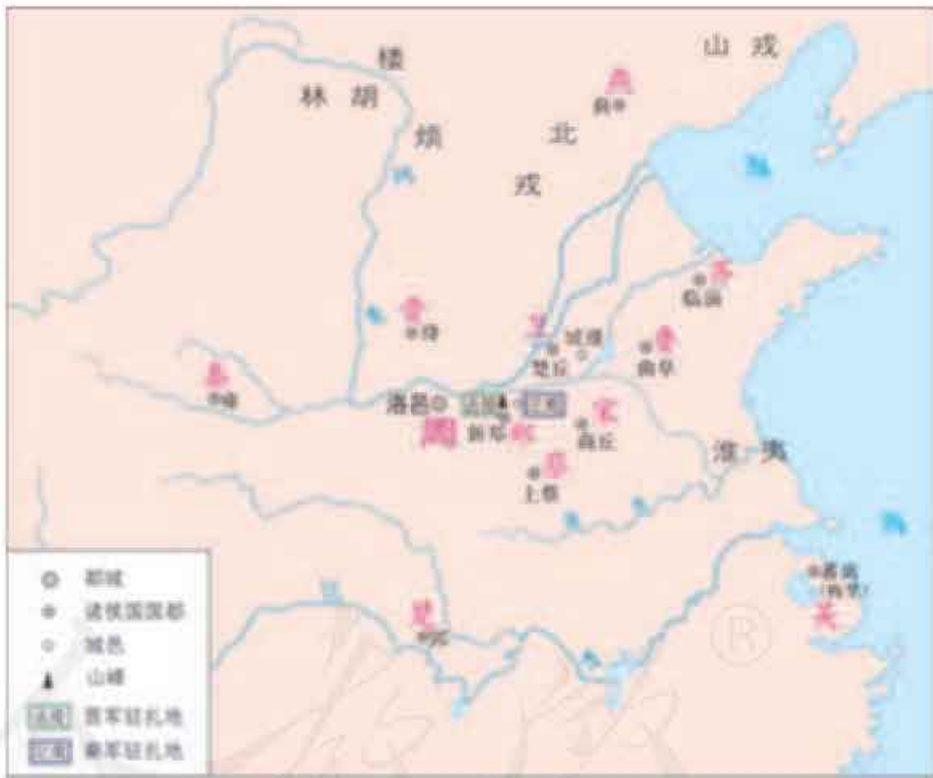 山 戎
楼
林 胡
燕
蓟
烦
北
戎
齐
临淄
晋
绛
卫
城濮
楚丘
鲁
曲阜
秦
雍
洛邑
周
新郑
郑
宋
商丘
蔡
上蔡
淮 夷
楚
吴
都城
诸侯国国都
城邑
山峰
晋军驻扎地
秦军驻扎地
®